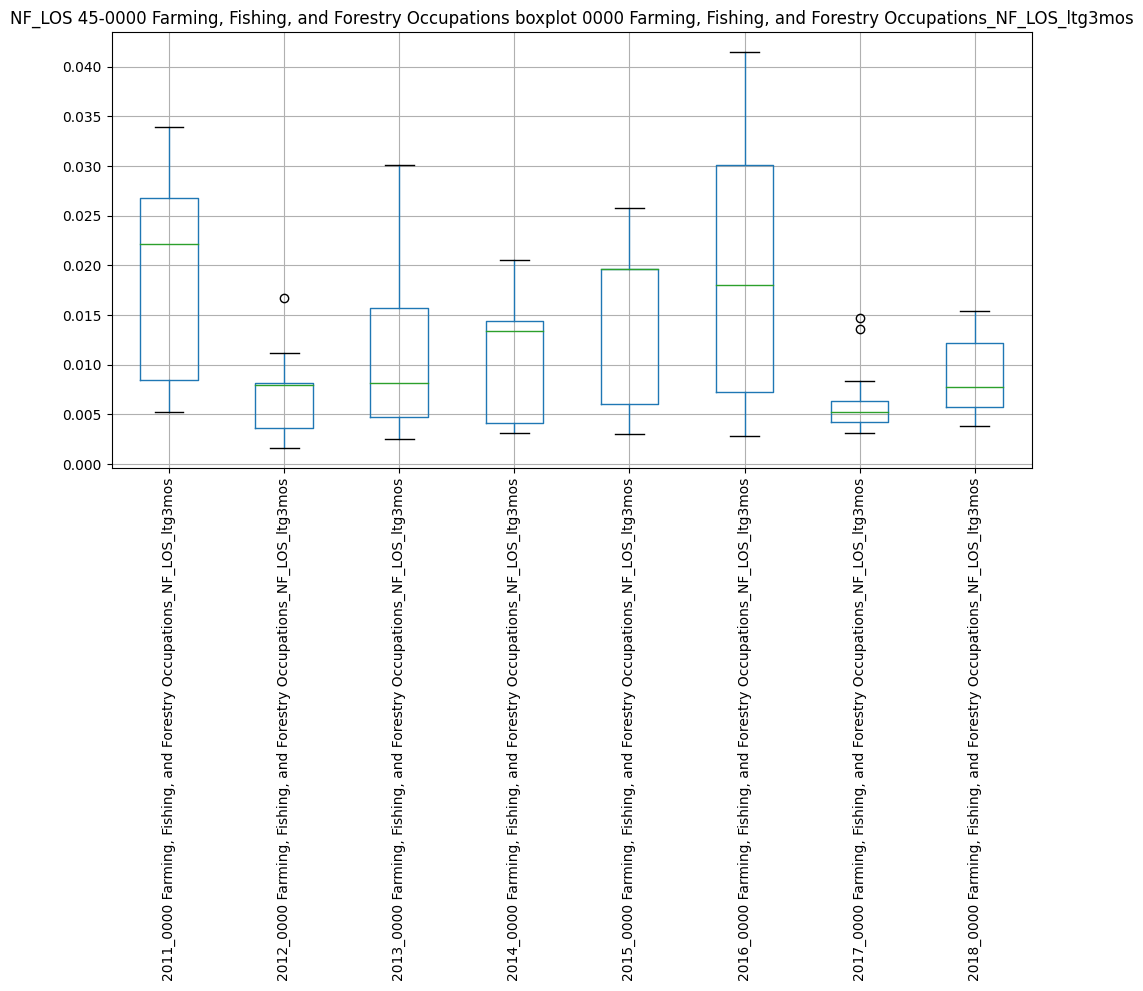 NF_LOS 45-0000 Farming, Fishing, and Forestry Occupations boxplot 0000 Farming, Fishing, and Forestry Occupations_NF_LOS_ltg3mos
0.040
0.035
0.030
0.025
0.020
0.015
0.010
0.005
0.000
2011_0000 Farming, Fishing, and Forestry Occupations_NF_LOS_ltg3mos
2012_0000 Farming, Fishing, and Forestry Occupations_NF_LOS_ltg3mos
2013_0000 Farming, Fishing, and Forestry Occupations_NF_LOS_ltg3mos
2014_0000 Farming, Fishing, and Forestry Occupations_NF_LOS_ltg3mos
2015_0000 Farming, Fishing, and Forestry Occupations_NF_LOS_ltg3mos
2016_0000 Farming, Fishing, and Forestry Occupations_NF_LOS_ltg3mos
2017_0000 Farming, Fishing, and Forestry Occupations_NF_LOS_ltg3mos
2018_0000 Farming, Fishing, and Forestry Occupations_NF_LOS_ltg3mos